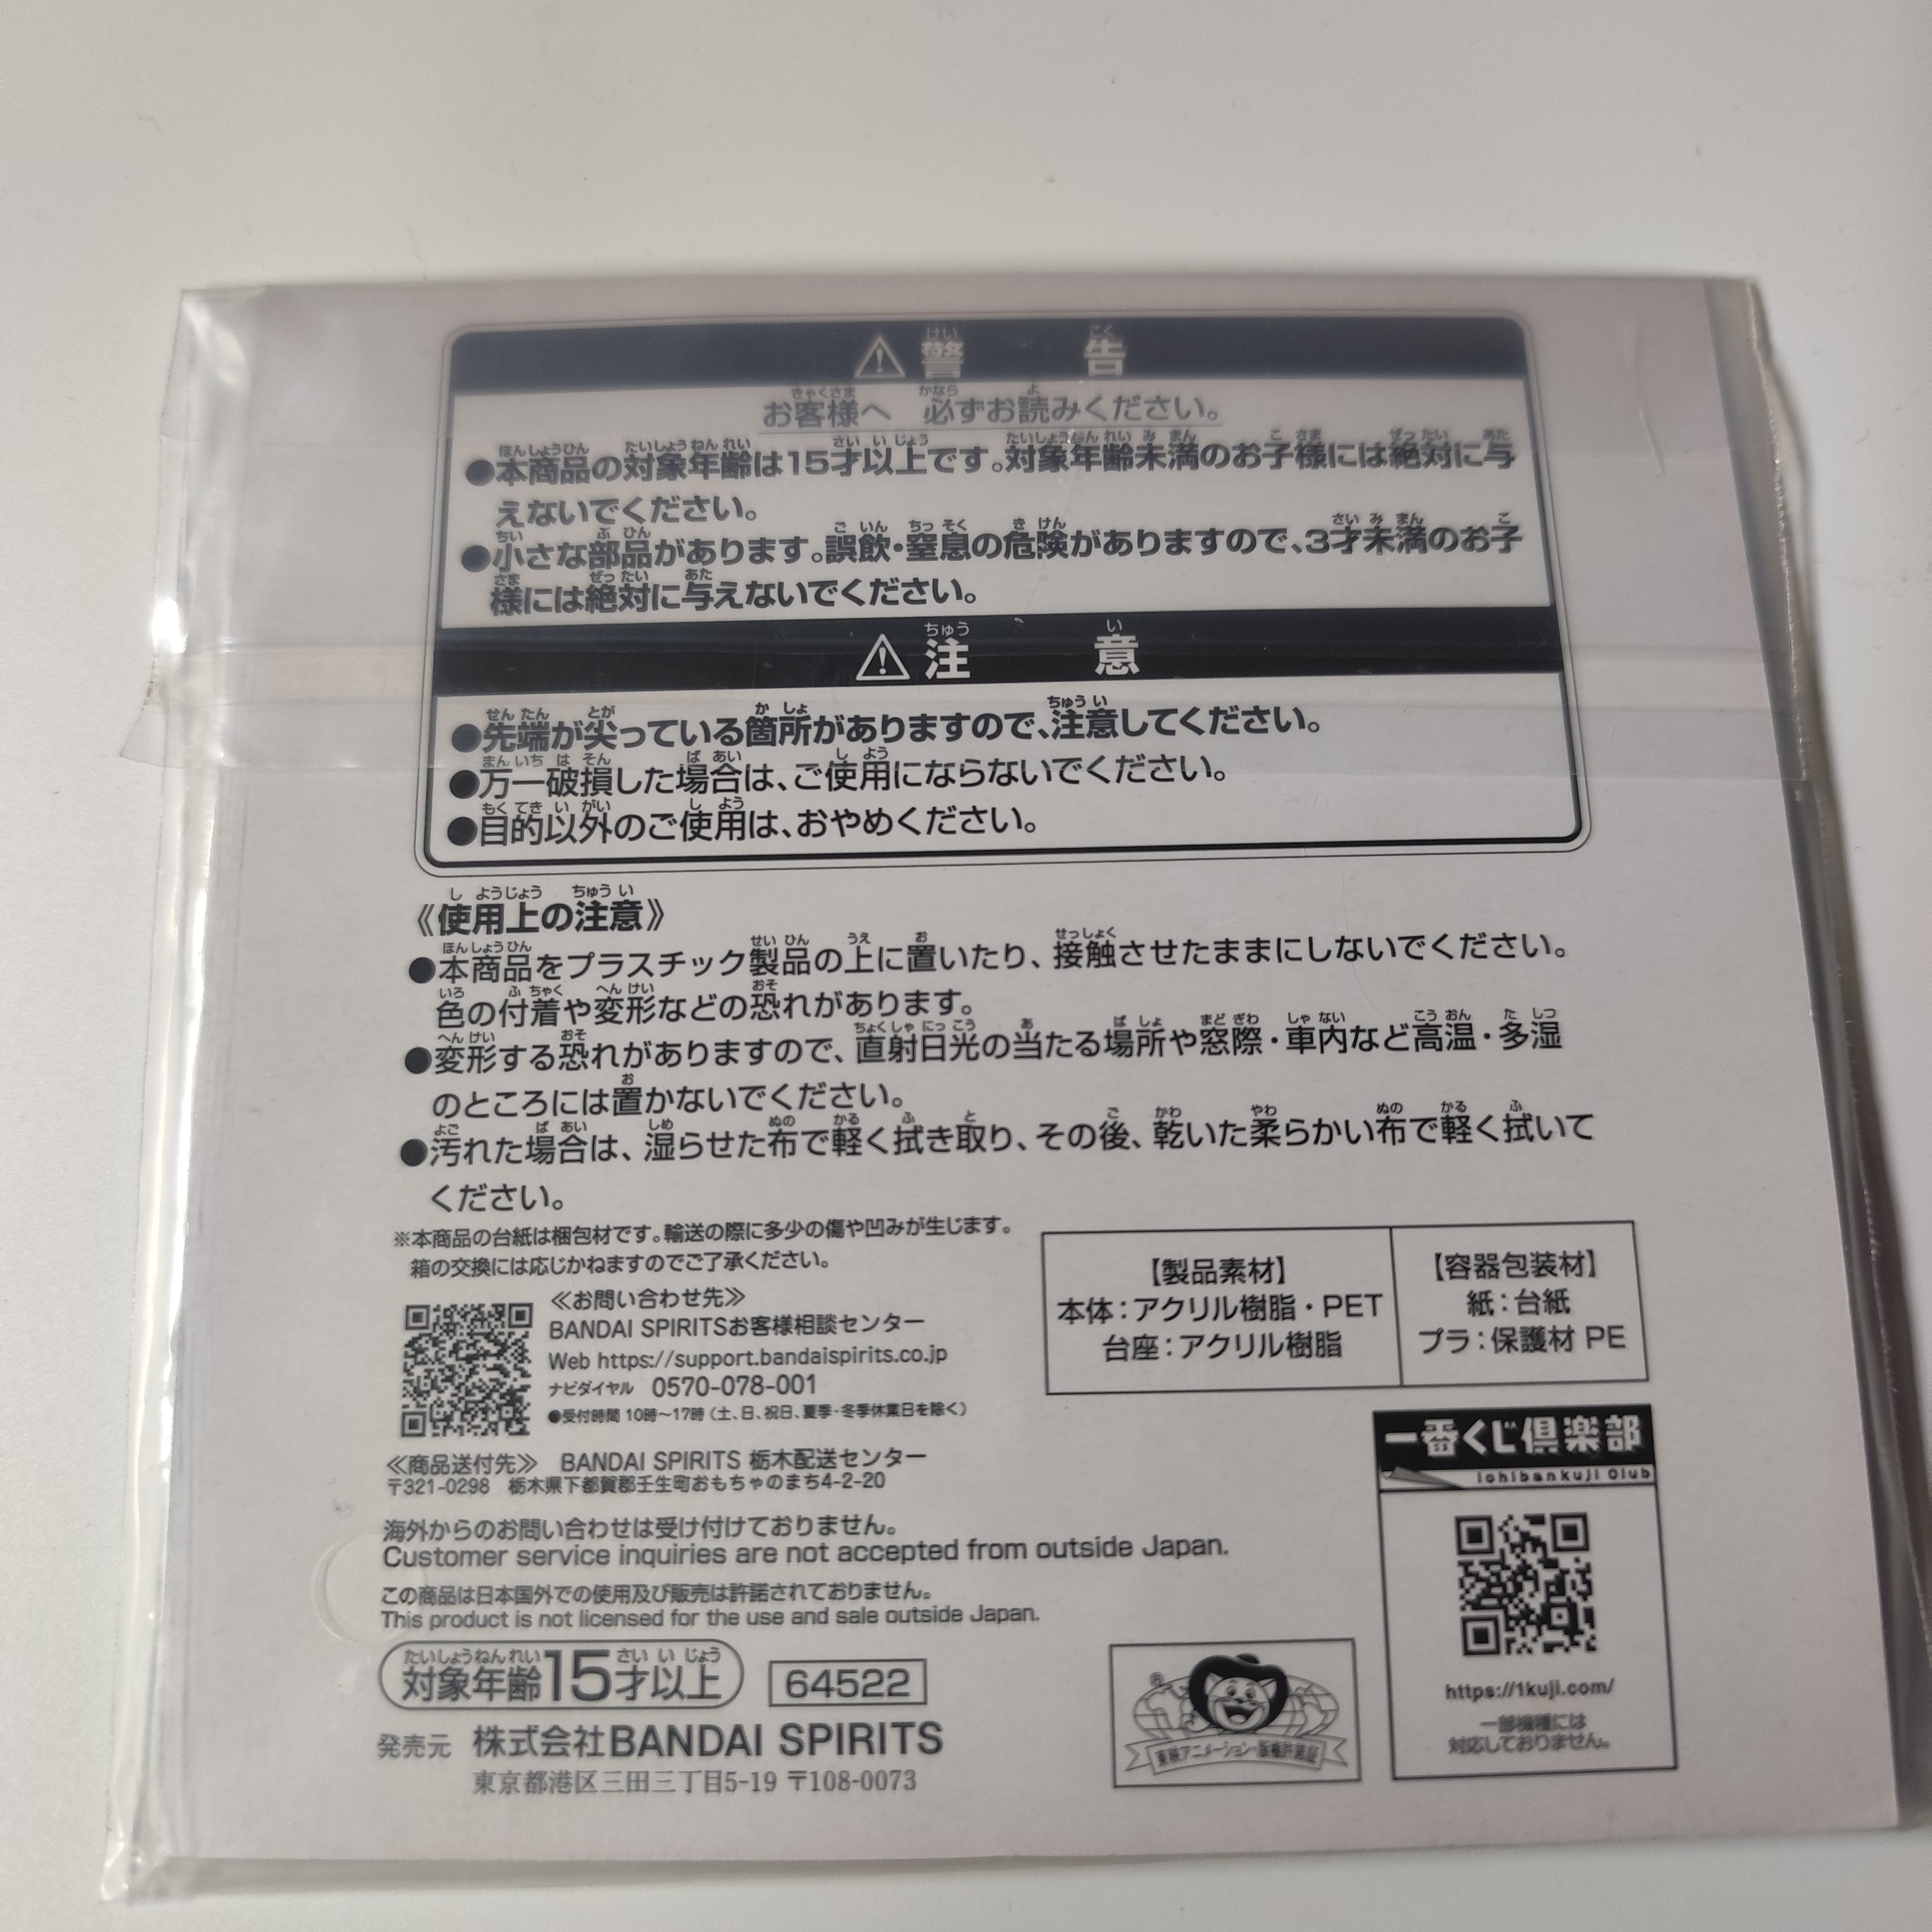 ⚠警告
お客様へ 必ずお読みください。
●本商品の対象年齢は15才以上です。対象年齢未満のお子様には絶対に与
えないでください。
●小さな部品があります。誤飲・窒息の危険がありますので、3才未満のお子
様には絶対に与えないでください。
⚠注意
●先端が尖っている箇所がありますので、注意してください。
●万一破損した場合は、ご使用にならないでください。
●目的以外のご使用は、おやめください。
《使用上の注意》
●本商品をプラスチック製品の上に置いたり、接触させたままにしないでください。
色の付着や変形などの恐れがあります。
●変形する恐れがありますので、直射日光の当たる場所や窓際・車内など高温・多湿
のところには置かないでください。
●汚れた場合は、湿らせた布で軽く拭き取り、その後、乾いた柔らかい布で軽く拭いて
ください。
※本商品の台紙は梱包材です。輸送の際に多少の傷や凹みが生じます。
箱の交換には応じかねますのでご了承ください。
≪お問い合わせ先≫
BANDAI SPIRITSお客様相談センター
Web https://support.bandaispirits.co.jp
ナビダイヤル 0570-078-001
●受付時間 10時～17時（土、日、祝日、夏季・冬季休業日を除く）
≪商品送付先≫ BANDAI SPIRITS 栃木配送センター
〒321-0298 栃木県下都賀郡壬生町おもちゃのまち4-2-20
海外からのお問い合わせは受け付けておりません。
Customer service inquiries are not accepted from outside Japan.
この商品は日本国外での使用及び販売は許諾されておりません。
This product is not licensed for the use and sale outside Japan.
対象年齢15才以上
64522
発売元 株式会社BANDAI SPIRITS
東京都港区三田三丁目5-19 〒108-0073
【製品素材】
本体：アクリル樹脂・PET
台座：アクリル樹脂
【容器包装材】
紙：台紙
プラ：保護材 PE
一番くじ倶楽部
ichibankuji Club
https://1kuji.com/
一部機種には
対応しておりません。
東映アニメーション・版権許諾証